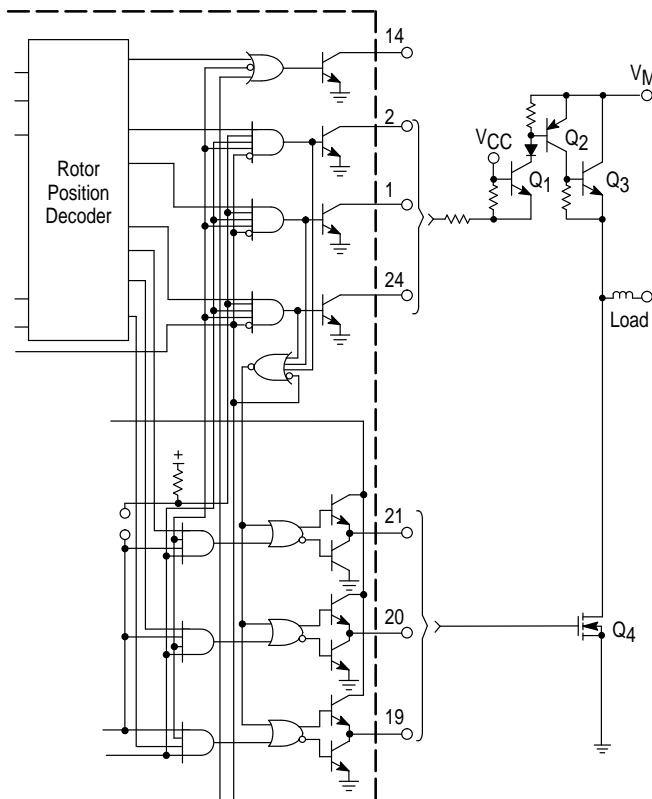 14
2
1
24
Rotor
Position
Decoder
VCC
VM
Q1
Q2
Q3
Load
+
21
20
19
Q4